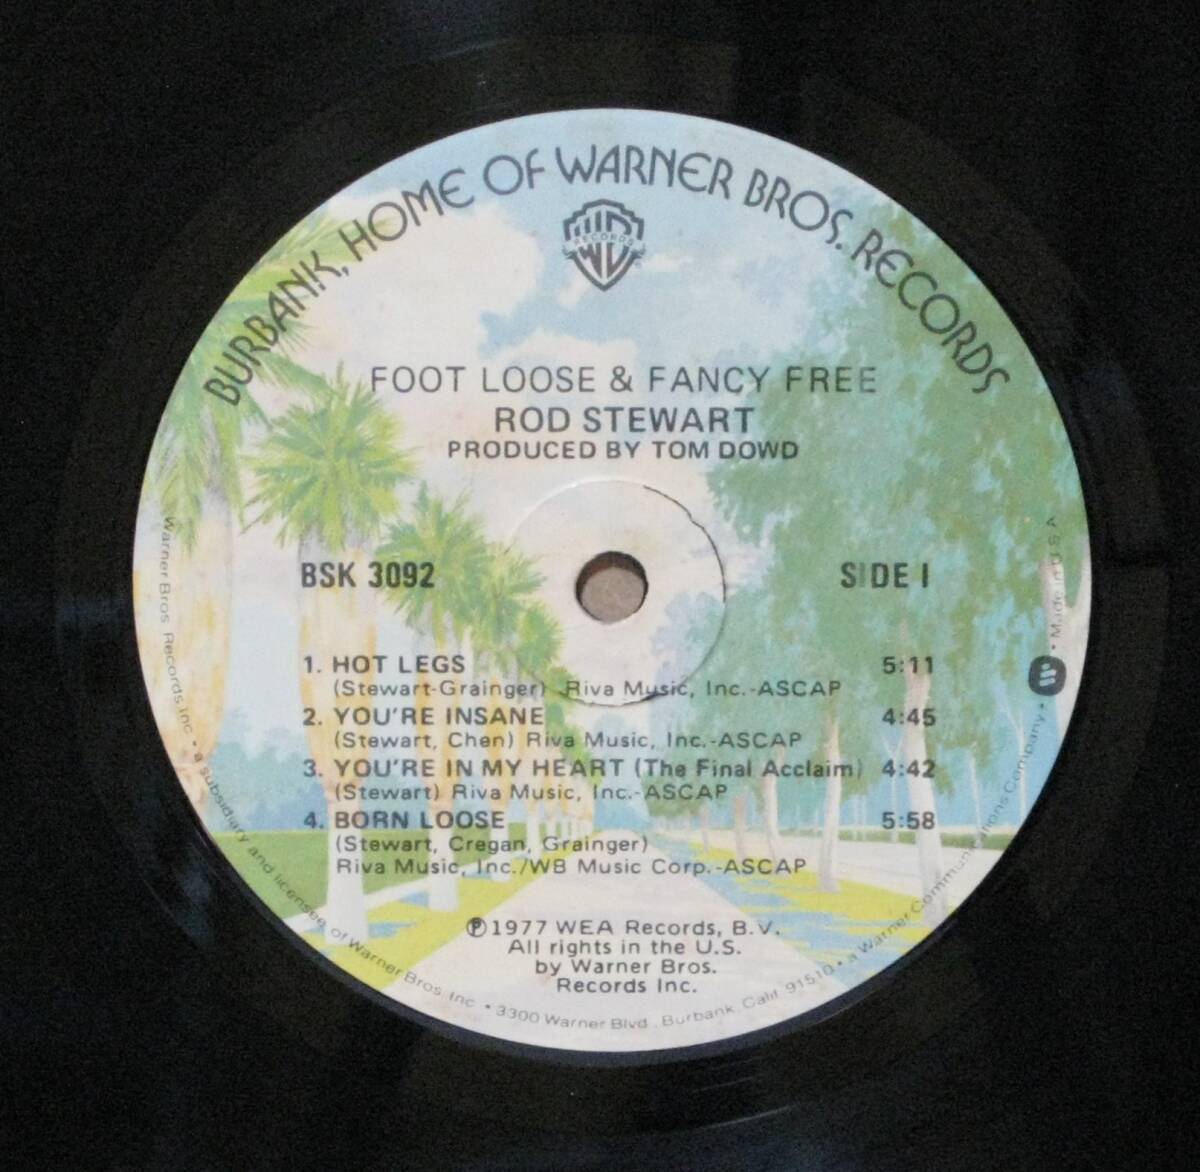 BURBANK, HOME OF WARNER BROS. RECORDS
RECORDS
FOOT LOOSE & FANCY FREE
ROD STEWART
PRODUCED BY TOM DOWD
BSK 3092
SIDE I
1. HOT LEGS 5:11
(Stewart-Grainger) Riva Music, Inc.-ASCAP
2. YOU'RE INSANE 4:45
(Stewart, Chen) Riva Music, Inc.-ASCAP
3. YOU'RE IN MY HEART (The Final Acclaim) 4:42
(Stewart) Riva Music, Inc.-ASCAP
4. BORN LOOSE 5:58
(Stewart, Cregan, Grainger)
Riva Music, Inc./WB Music Corp.-ASCAP
℗1977 WEA Records, B.V.
All rights in the U.S.
by Warner Bros.
Records Inc.
Warner Bros. Records Inc. • a subsidiary and licensee of Warner Bros. Inc. • 3300 Warner Blvd., Burbank, Calif. 91510 • a Warner Communications Company • Made in U.S.A.